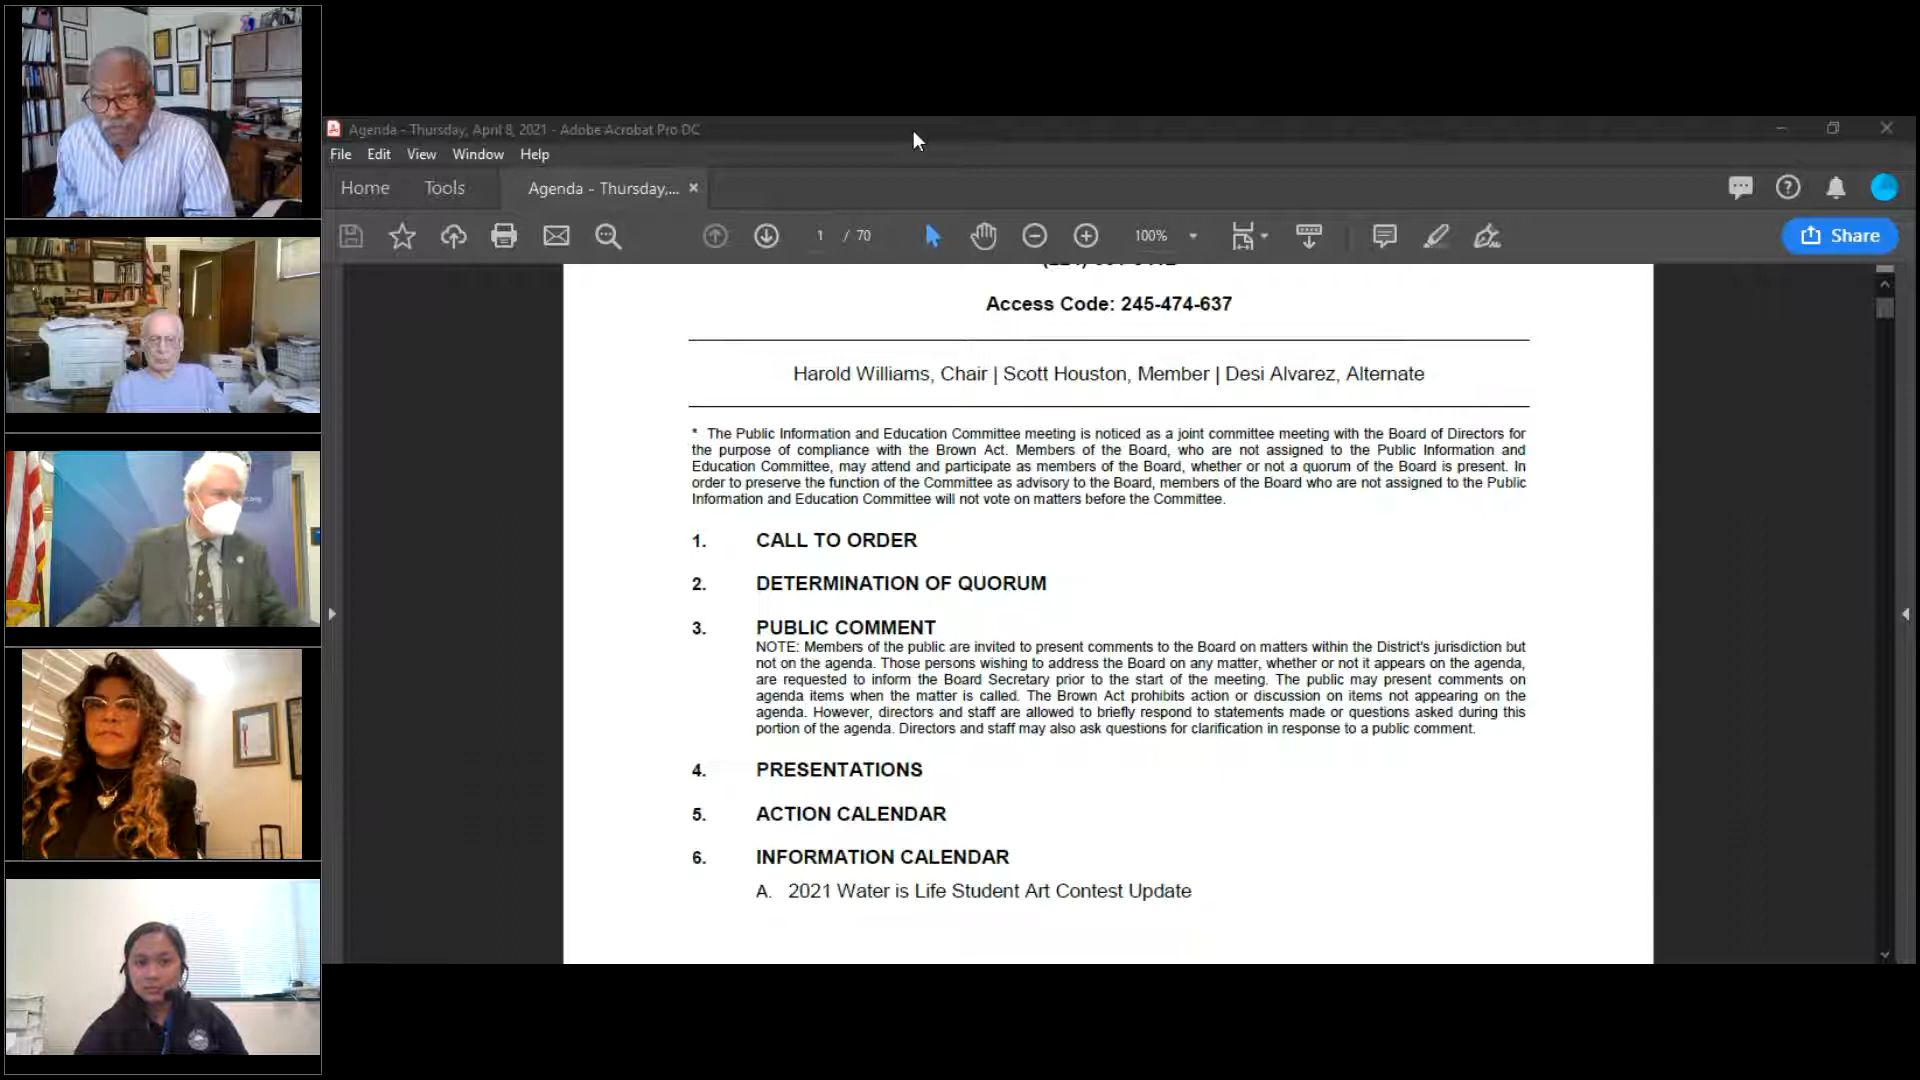 Agenda - Thursday, April 8, 2021 - Adobe Acrobat Pro DC
File Edit View Window Help
Home Tools Agenda - Thursday,... ×
1 / 70 100% Share
Access Code: 245-474-637
Harold Williams, Chair | Scott Houston, Member | Desi Alvarez, Alternate
* The Public Information and Education Committee meeting is noticed as a joint committee meeting with the Board of Directors for
the purpose of compliance with the Brown Act. Members of the Board, who are not assigned to the Public Information and
Education Committee, may attend and participate as members of the Board, whether or not a quorum of the Board is present. In
order to preserve the function of the Committee as advisory to the Board, members of the Board who are not assigned to the Public
Information and Education Committee will not vote on matters before the Committee.
1. CALL TO ORDER
2. DETERMINATION OF QUORUM
3. PUBLIC COMMENT
NOTE: Members of the public are invited to present comments to the Board on matters within the District's jurisdiction but
not on the agenda. Those persons wishing to address the Board on any matter, whether or not it appears on the agenda,
are requested to inform the Board Secretary prior to the start of the meeting. The public may present comments on
agenda items when the matter is called. The Brown Act prohibits action or discussion on items not appearing on the
agenda. However, directors and staff are allowed to briefly respond to statements made or questions asked during this
portion of the agenda. Directors and staff may also ask questions for clarification in response to a public comment.
4. PRESENTATIONS
5. ACTION CALENDAR
6. INFORMATION CALENDAR
A. 2021 Water is Life Student Art Contest Update